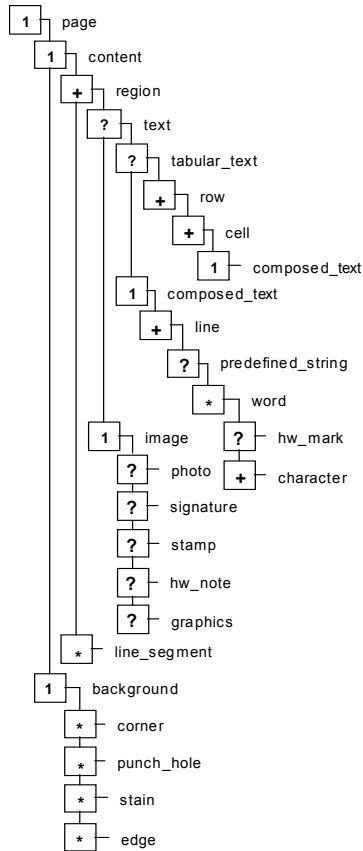 1 page
1 content
+ region
? text
? tabular_text
+ row
+ cell
1 composed_text
1 composed_text
+ line
? predefined_string
* word
1 image
? hw_mark
? photo
+ character
? signature
? stamp
? hw_note
? graphics
* line_segment
1 background
* corner
* punch_hole
* stain
* edge